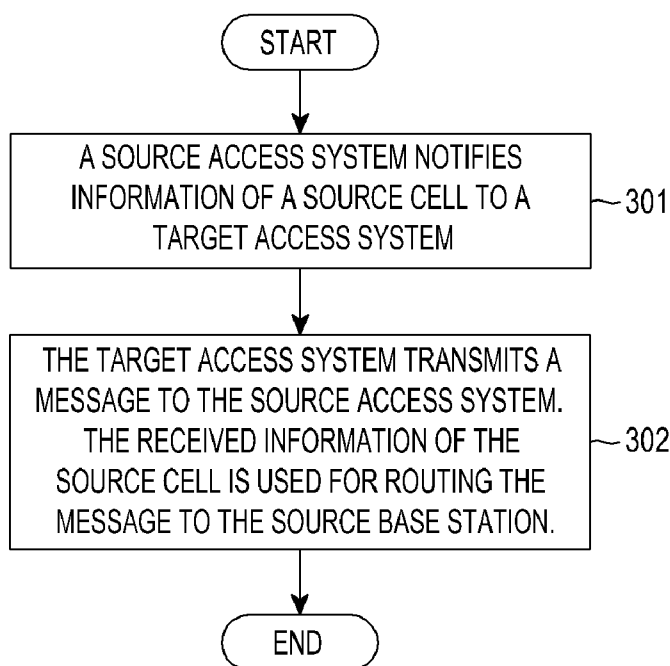 START
A SOURCE ACCESS SYSTEM NOTIFIES
INFORMATION OF A SOURCE CELL TO A
TARGET ACCESS SYSTEM
301
THE TARGET ACCESS SYSTEM TRANSMITS A
MESSAGE TO THE SOURCE ACCESS SYSTEM.
THE RECEIVED INFORMATION OF THE
SOURCE CELL IS USED FOR ROUTING THE
MESSAGE TO THE SOURCE BASE STATION.
302
END